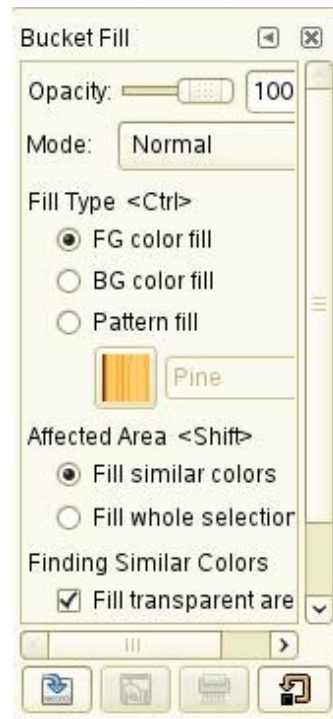 Bucket Fill
Opacity: 100
Mode: Normal
Fill Type <Ctrl>
FG color fill
BG color fill
Pattern fill
Pine
Affected Area <Shift>
Fill similar colors
Fill whole selection
Finding Similar Colors
Fill transparent are